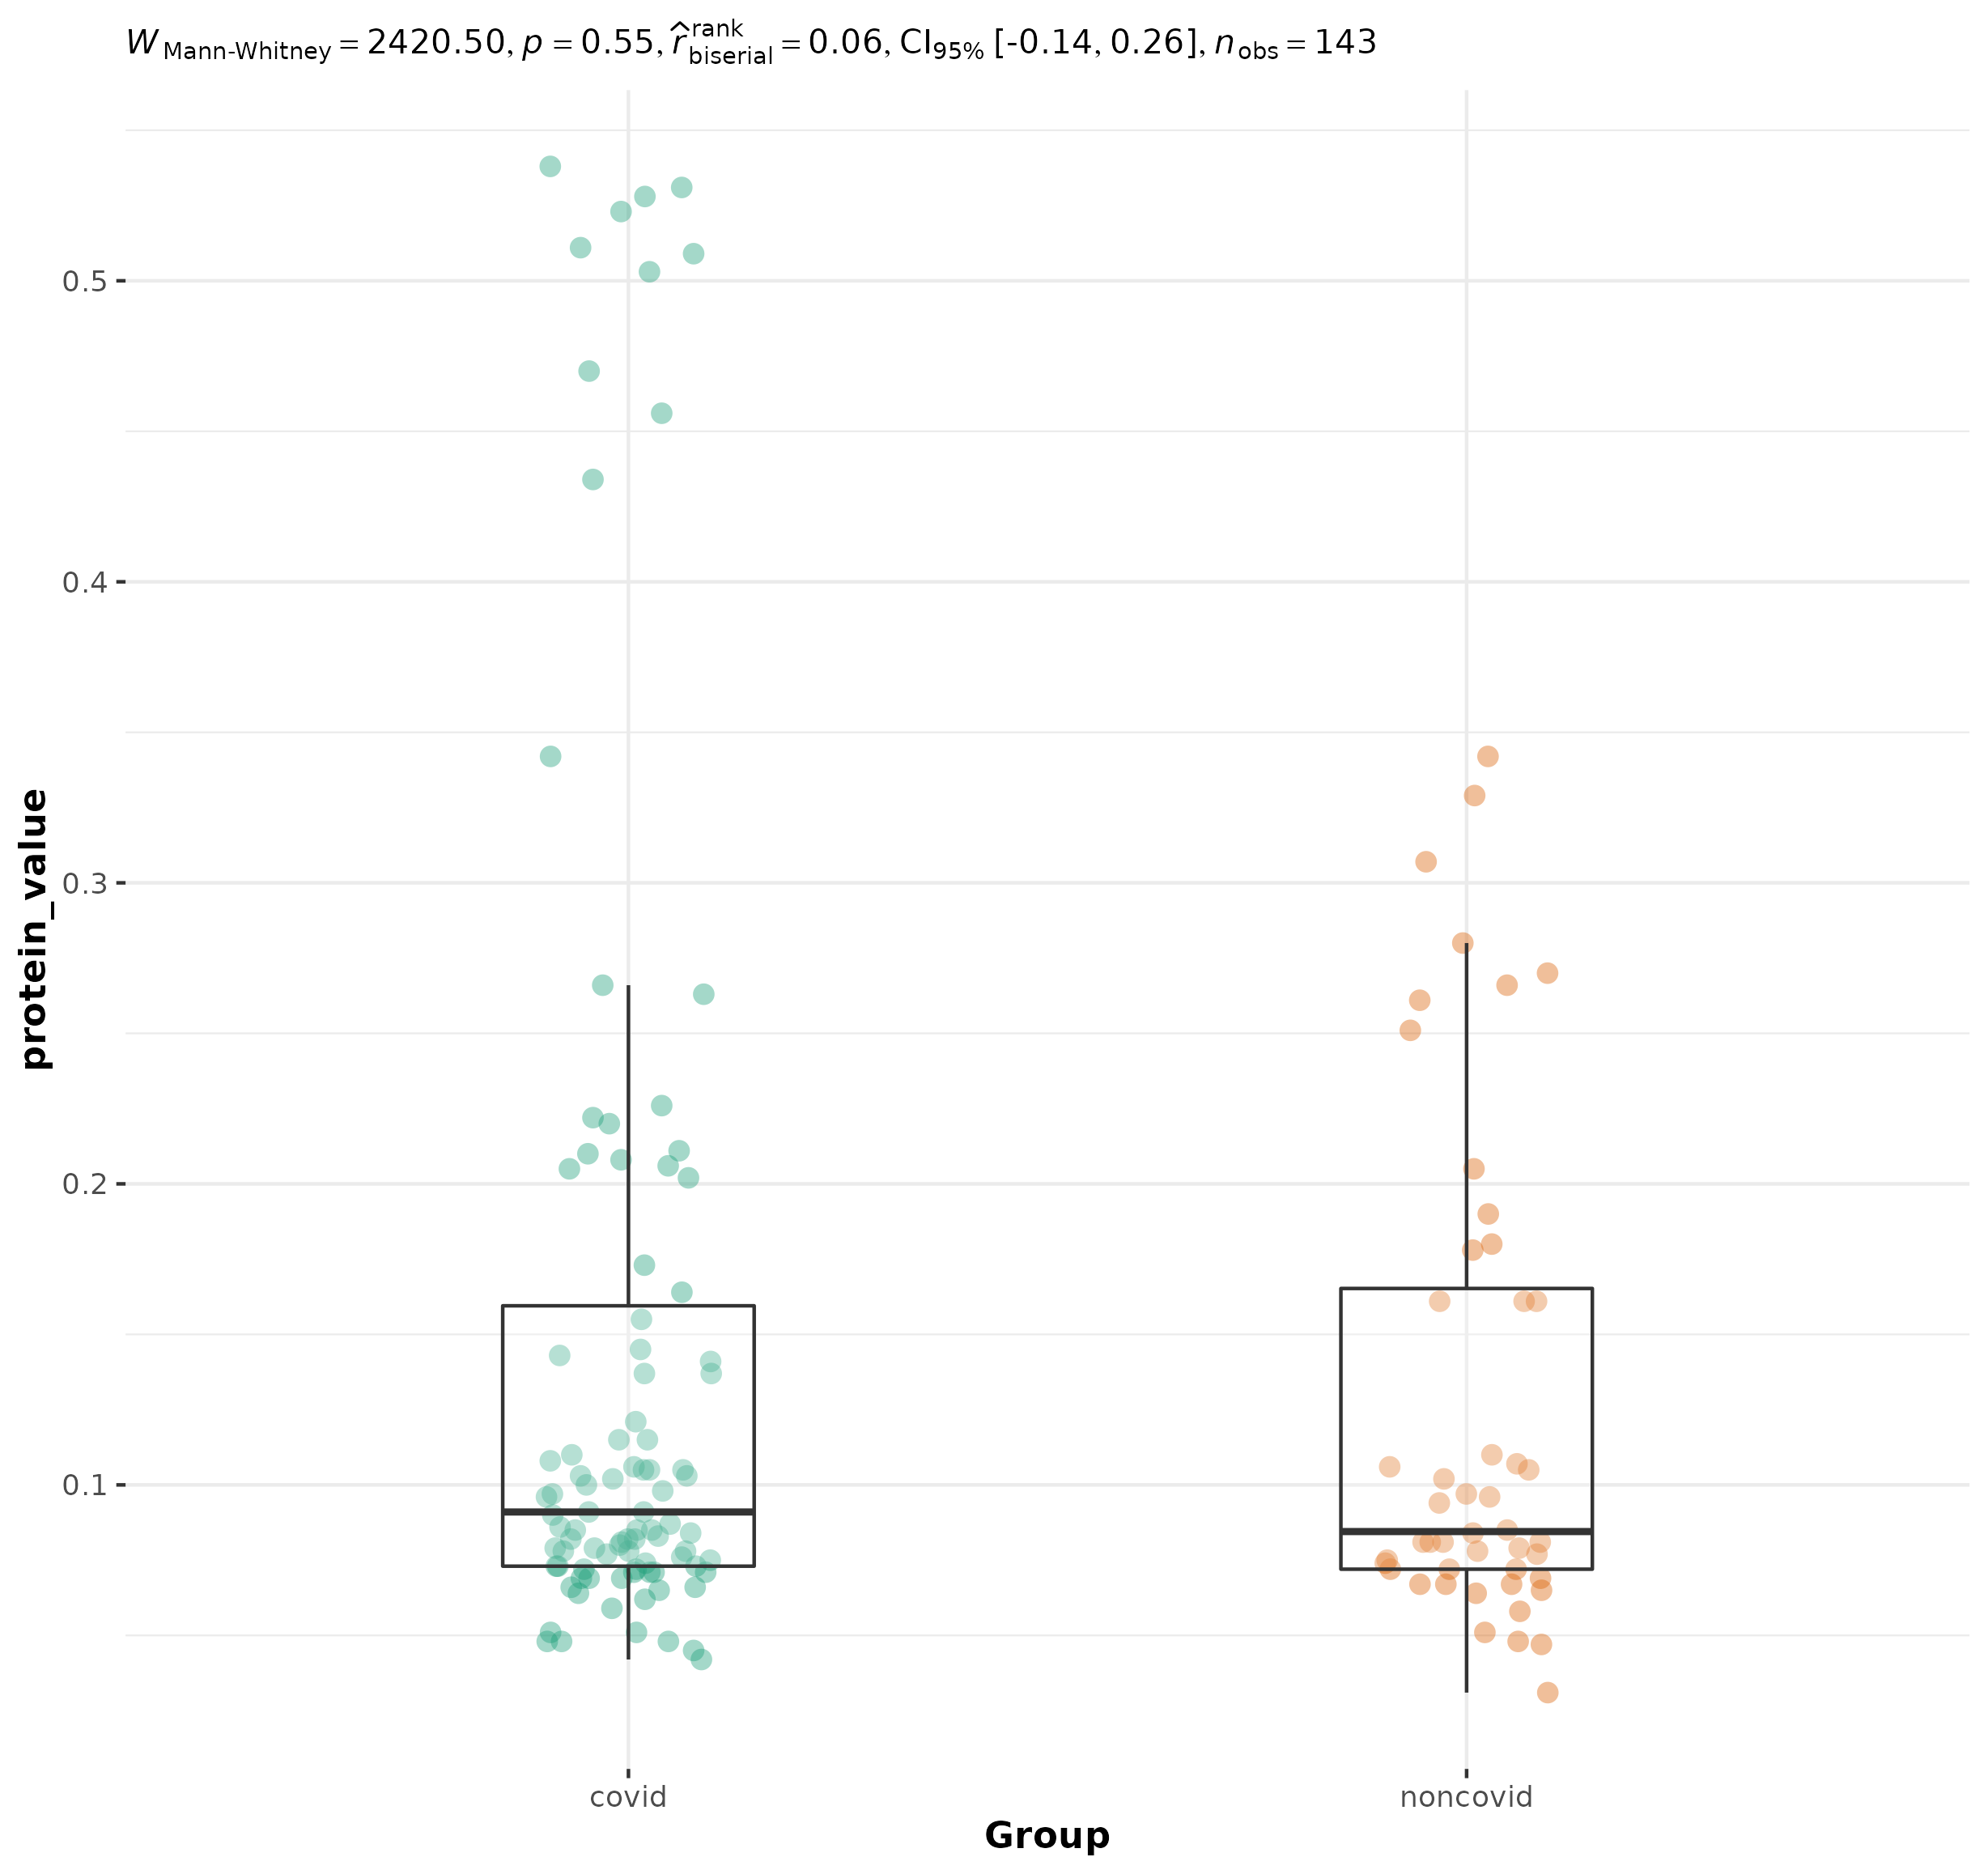 W Mann-Whitney = 2420.50, p = 0.55, r̂ rank biserial = 0.06, CI95% [-0.14, 0.26], nobs = 143
0.5
0.4
0.3
0.2
0.1
protein_value
covid noncovid
Group